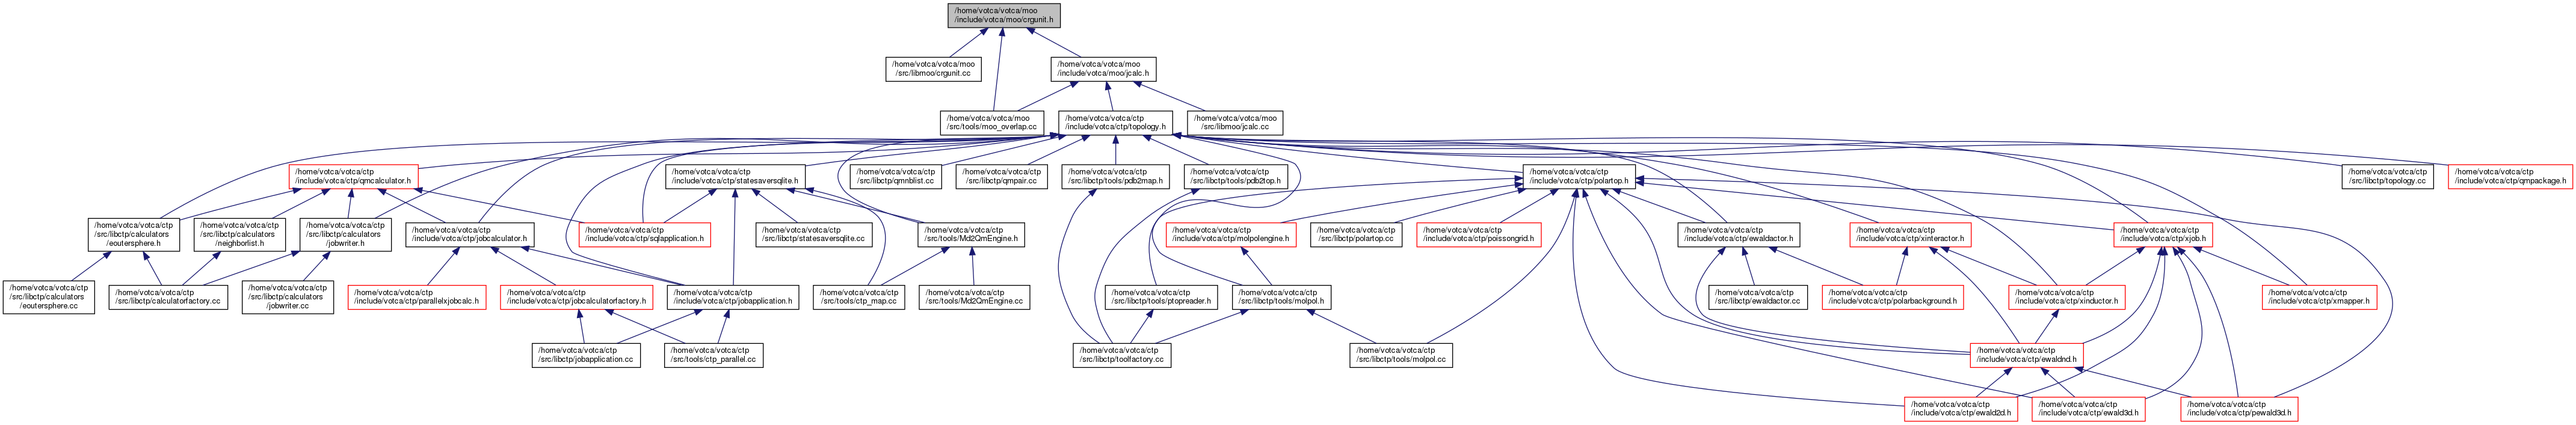 /home/votca/votca/moo
/include/votca/moo/crgunit.h
/home/votca/votca/moo
/src/libmoo/crgunit.cc
/home/votca/votca/moo
/include/votca/moo/jcalc.h
/home/votca/votca/moo
/src/tools/moo_overlap.cc
/home/votca/votca/ctp
/include/votca/ctp/topology.h
/home/votca/votca/moo
/src/libmoo/jcalc.cc
/home/votca/votca/ctp
/include/votca/ctp/qmcalculator.h
/home/votca/votca/ctp
/include/votca/ctp/statesaversqlite.h
/home/votca/votca/ctp
/src/libctp/qmnblist.cc
/home/votca/votca/ctp
/src/libctp/qmpair.cc
/home/votca/votca/ctp
/src/libctp/tools/pdb2map.h
/home/votca/votca/ctp
/src/libctp/tools/pdb2top.h
/home/votca/votca/ctp
/include/votca/ctp/polartop.h
/home/votca/votca/ctp
/src/libctp/topology.cc
/home/votca/votca/ctp
/include/votca/ctp/qmpackage.h
/home/votca/votca/ctp
/src/libctp/calculators
/eoutersphere.h
/home/votca/votca/ctp
/src/libctp/calculators
/neighborlist.h
/home/votca/votca/ctp
/src/libctp/calculators
/jobwriter.h
/home/votca/votca/ctp
/include/votca/ctp/jobcalculator.h
/home/votca/votca/ctp
/include/votca/ctp/sqlapplication.h
/home/votca/votca/ctp
/src/libctp/statesaversqlite.cc
/home/votca/votca/ctp
/src/tools/Md2QmEngine.h
/home/votca/votca/ctp
/include/votca/ctp/molpolengine.h
/home/votca/votca/ctp
/src/libctp/polartop.cc
/home/votca/votca/ctp
/include/votca/ctp/poissongrid.h
/home/votca/votca/ctp
/include/votca/ctp/ewaldactor.h
/home/votca/votca/ctp
/include/votca/ctp/xinteractor.h
/home/votca/votca/ctp
/include/votca/ctp/xjob.h
/home/votca/votca/ctp
/src/libctp/calculators
/eoutersphere.cc
/home/votca/votca/ctp
/src/libctp/calculatorfactory.cc
/home/votca/votca/ctp
/src/libctp/calculators
/jobwriter.cc
/home/votca/votca/ctp
/include/votca/ctp/parallelxjobcalc.h
/home/votca/votca/ctp
/include/votca/ctp/jobcalculatorfactory.h
/home/votca/votca/ctp
/include/votca/ctp/jobapplication.h
/home/votca/votca/ctp
/src/tools/ctp_map.cc
/home/votca/votca/ctp
/src/tools/Md2QmEngine.cc
/home/votca/votca/ctp
/src/libctp/tools/ptopreader.h
/home/votca/votca/ctp
/src/libctp/tools/molpol.h
/home/votca/votca/ctp
/src/libctp/ewaldactor.cc
/home/votca/votca/ctp
/include/votca/ctp/polarbackground.h
/home/votca/votca/ctp
/include/votca/ctp/xinductor.h
/home/votca/votca/ctp
/include/votca/ctp/xmapper.h
/home/votca/votca/ctp
/src/libctp/jobapplication.cc
/home/votca/votca/ctp
/src/tools/ctp_parallel.cc
/home/votca/votca/ctp
/src/libctp/toolfactory.cc
/home/votca/votca/ctp
/src/libctp/tools/molpol.cc
/home/votca/votca/ctp
/include/votca/ctp/ewaldnd.h
/home/votca/votca/ctp
/include/votca/ctp/ewald2d.h
/home/votca/votca/ctp
/include/votca/ctp/ewald3d.h
/home/votca/votca/ctp
/include/votca/ctp/pewald3d.h